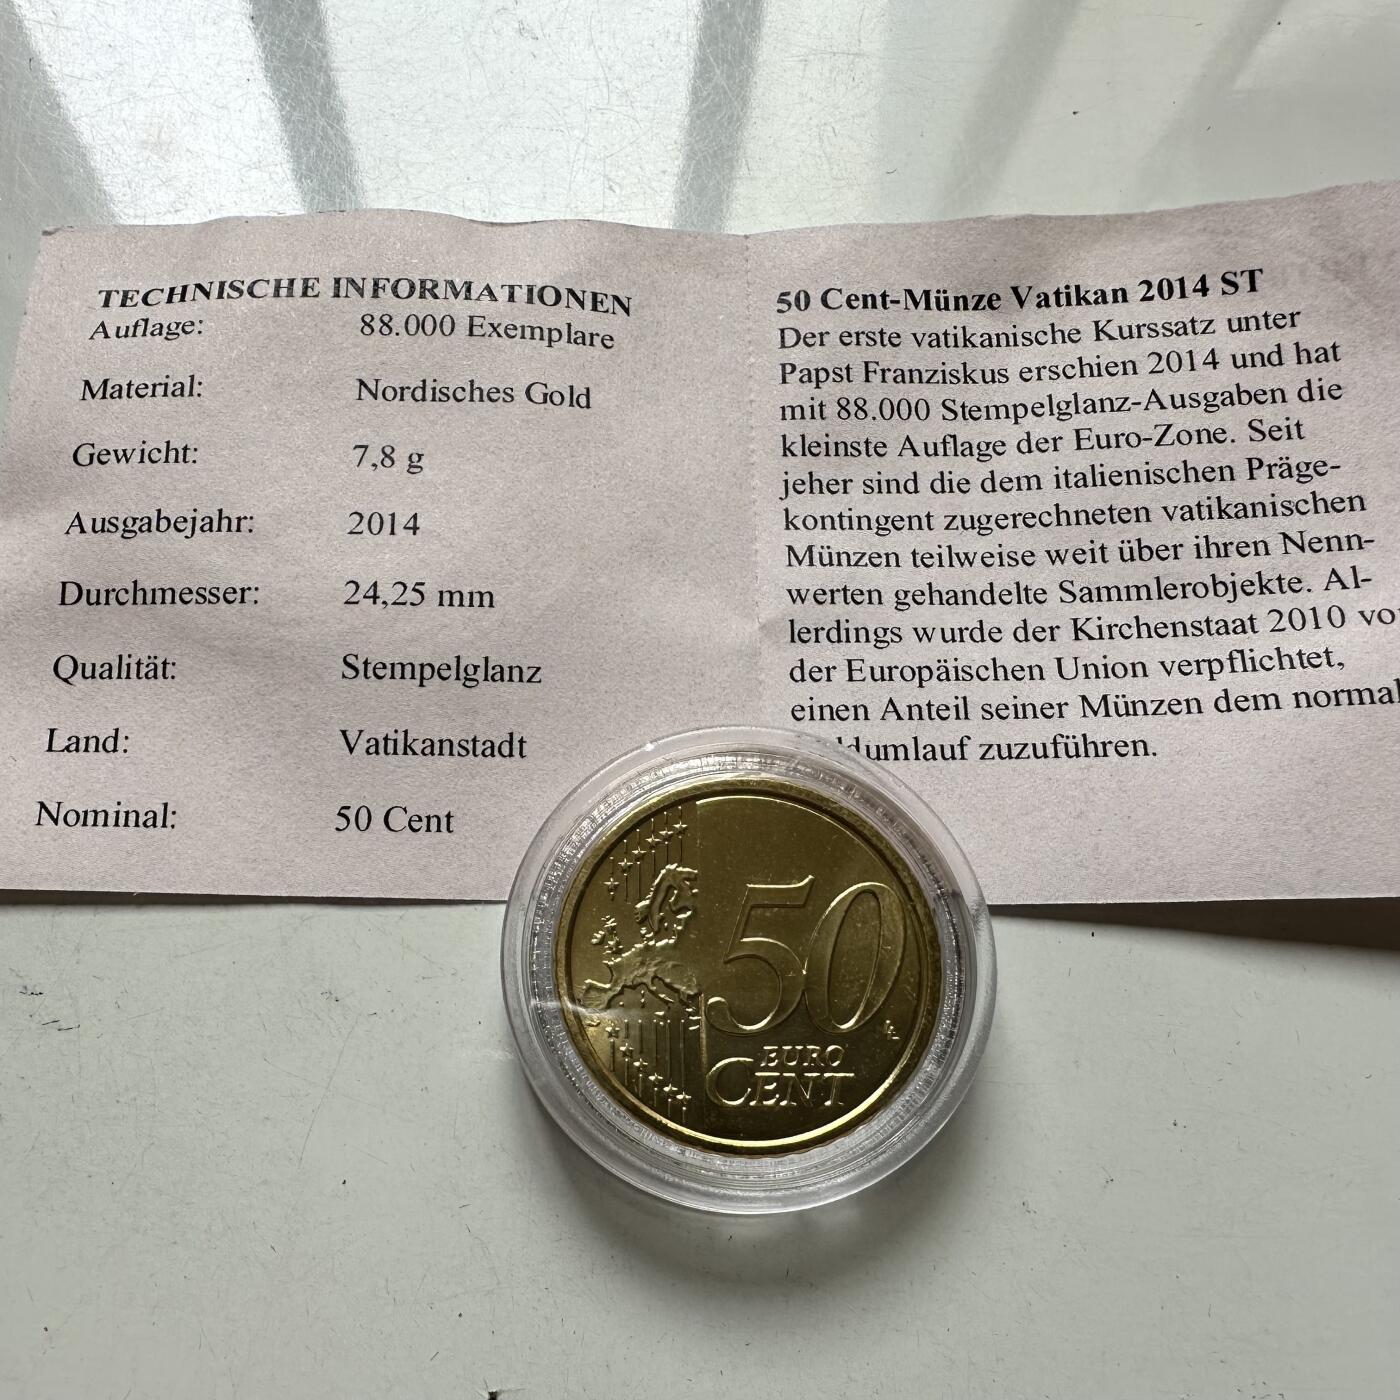 TECHNISCHE INFORMATIONEN
Auflage: 88.000 Exemplare
Material: Nordisches Gold
Gewicht: 7,8 g
Ausgabejahr: 2014
Durchmesser: 24,25 mm
Qualität: Stempelglanz
Land: Vatikanstadt
Nominal: 50 Cent
50 Cent-Münze Vatikan 2014 ST
Der erste vatikanische Kurssatz unter
Papst Franziskus erschien 2014 und hat
mit 88.000 Stempelglanz-Ausgaben die
kleinste Auflage der Euro-Zone. Seit
jeher sind die dem italienischen Präge-
kontingent zugerechneten vatikanischen
Münzen teilweise weit über ihren Nenn-
werten gehandelte Sammlerobjekte. Al-
lerdings wurde der Kirchenstaat 2010
der Europäischen Union verpflichtet,
einen Anteil seiner Münzen dem normal
zuzuführen.
50
EURO
CENT
LL